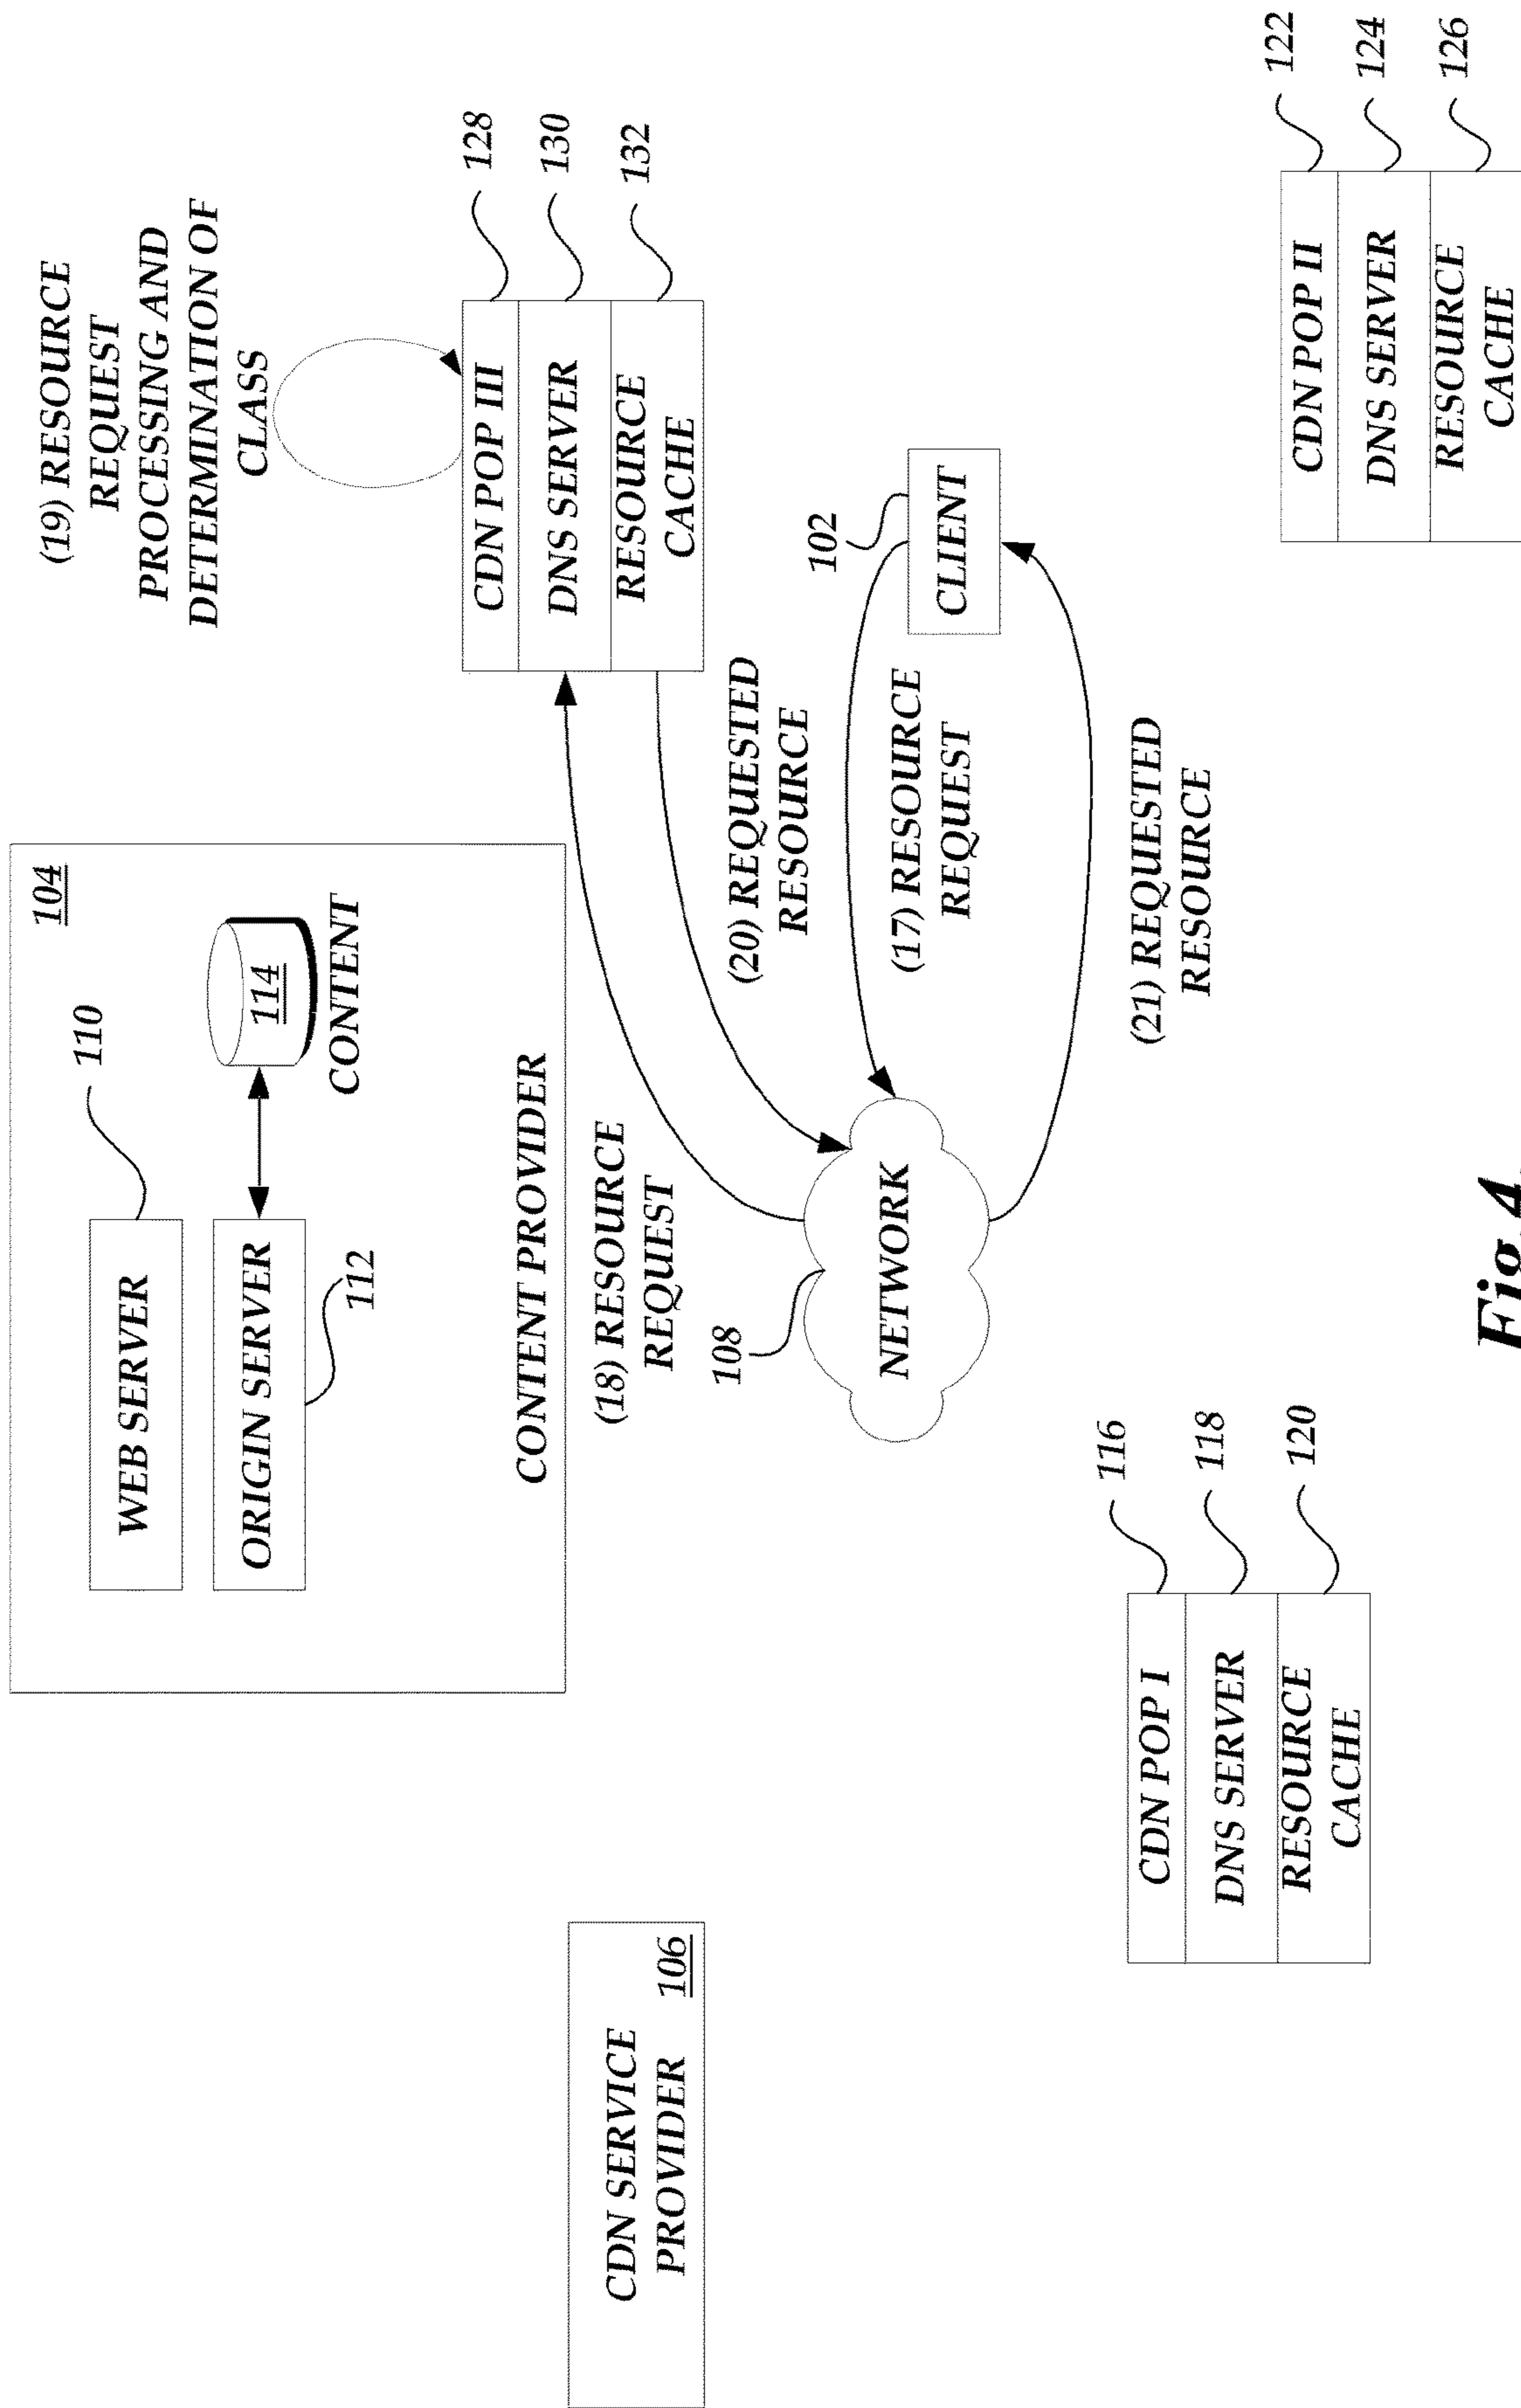 104
WEB SERVER
110
ORIGIN SERVER
112
114
CONTENT
CONTENT PROVIDER
CDN SERVICE
PROVIDER
106
(19) RESOURCE
REQUEST
PROCESSING AND
DETERMINATION OF
CLASS
CDN POP III
DNS SERVER
RESOURCE
CACHE
128
130
132
(18) RESOURCE
REQUEST
(20) REQUESTED
RESOURCE
108
NETWORK
(17) RESOURCE
REQUEST
102
CLIENT
(21) REQUESTED
RESOURCE
CDN POP I
DNS SERVER
RESOURCE
CACHE
116
118
120
CDN POP II
DNS SERVER
RESOURCE
CACHE
122
124
126
Fig.4.